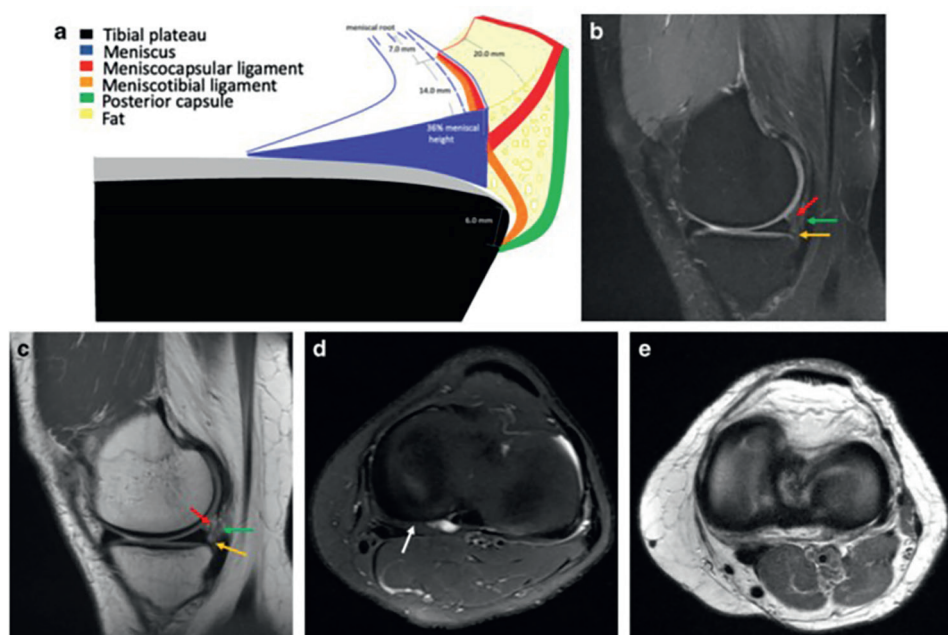 a
Tibial plateau
Meniscus
Meniscocapsular ligament
Meniscotibial ligament
Posterior capsule
Fat
meniscal root
7.0 mm
20.0 mm
14.0 mm
36% meniscal
height
6.0 mm
b
c
d
e